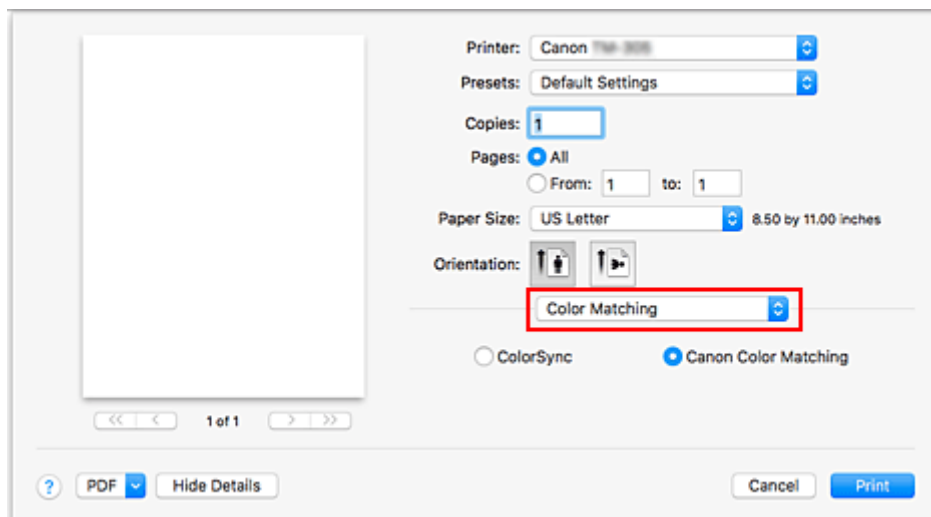 Printer: Canon
Presets: Default Settings
Copies: 1
Pages: All
From: 1 to: 1
Paper Size: US Letter 8.50 by 11.00 inches
Orientation:
Color Matching
ColorSync Canon Color Matching
<< < 1 of 1 > >>
? PDF Hide Details Cancel Print